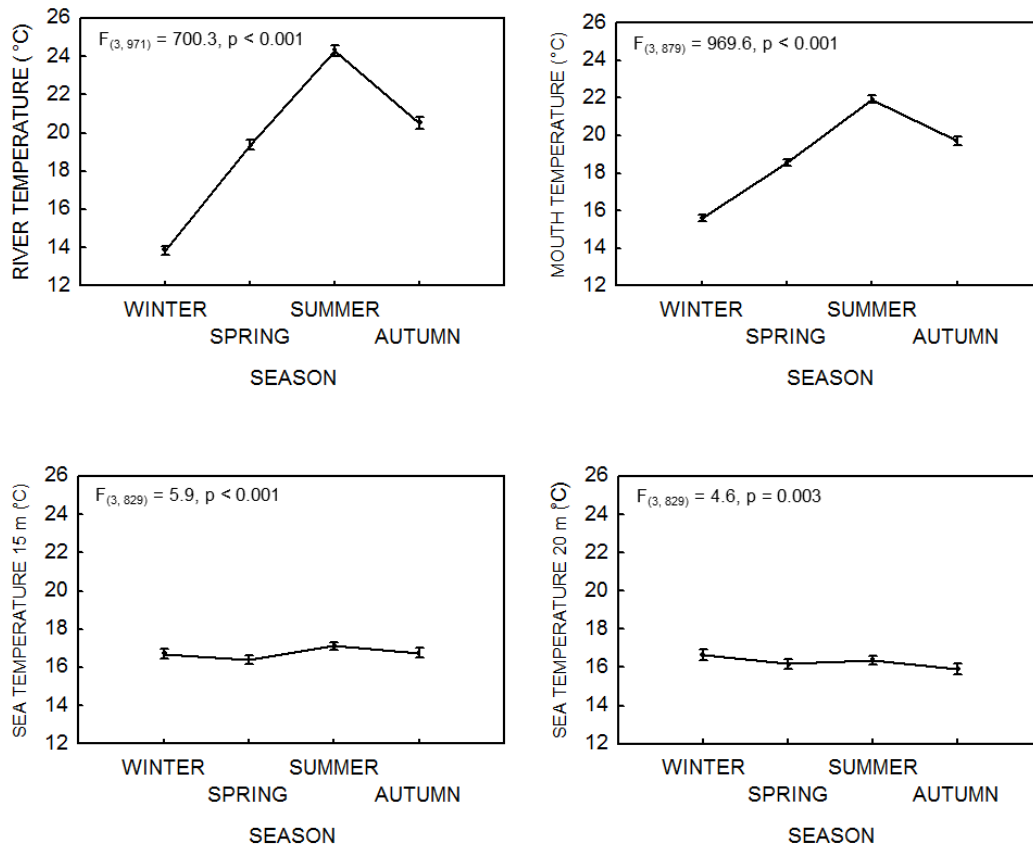 F(3, 971) = 700.3, p < 0.001
RIVER TEMPERATURE (°C)
26
24
22
20
18
16
14
12
WINTER
SPRING
SUMMER
AUTUMN
SEASON
F(3, 879) = 969.6, p < 0.001
MOUTH TEMPERATURE (°C)
26
24
22
20
18
16
14
12
WINTER
SPRING
SUMMER
AUTUMN
SEASON
F(3, 829) = 5.9, p < 0.001
SEA TEMPERATURE 15 m (°C)
26
24
22
20
18
16
14
12
WINTER
SPRING
SUMMER
AUTUMN
SEASON
F(3, 829) = 4.6, p = 0.003
SEA TEMPERATURE 20 m (°C)
26
24
22
20
18
16
14
12
WINTER
SPRING
SUMMER
AUTUMN
SEASON